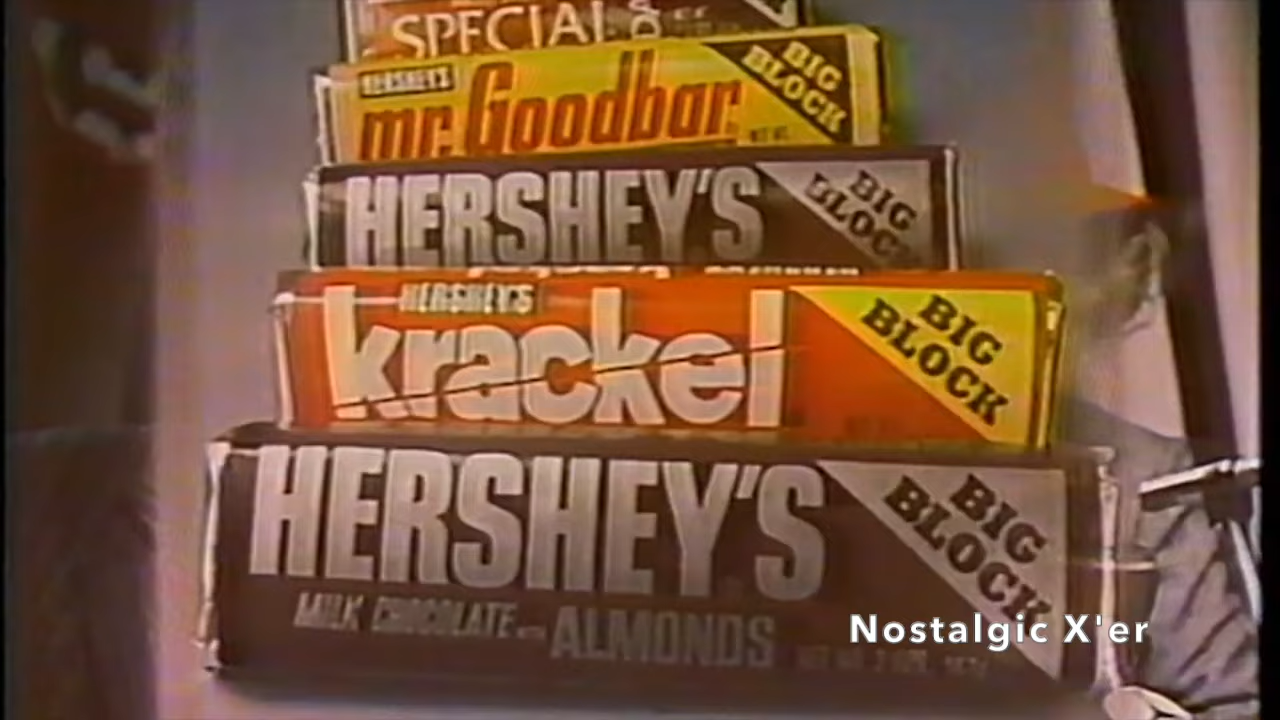 SPECIAL
HERSHEY'S
mr. Goodbar
BIG
BLOCK
HERSHEY'S
BIG
BLOCK
HERSHEY'S
krackel
BIG
BLOCK
HERSHEY'S
MILK CHOCOLATE WITH ALMONDS
BIG
BLOCK
Nostalgic X'er